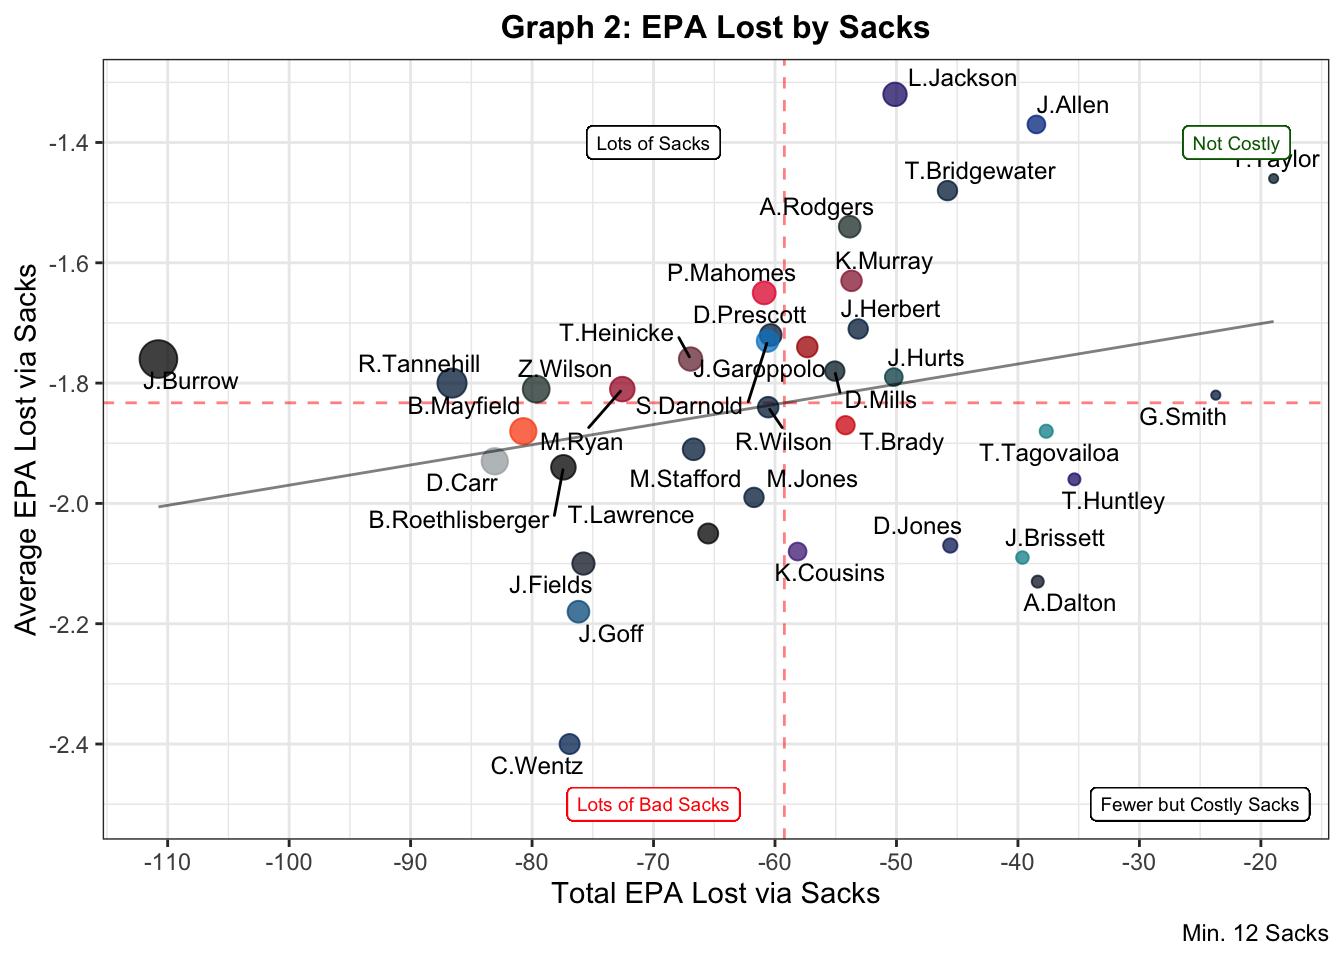 Graph 2: EPA Lost by Sacks
L.Jackson
J.Allen
Lots of Sacks
Not Costly
T.Taylor
T.Bridgewater
A.Rodgers
K.Murray
P.Mahomes
J.Herbert
D.Prescott
T.Heinicke
J.Hurts
R.Tannehill
Z.Wilson
J.Garoppolo
J.Burrow
D.Mills
B.Mayfield
S.Darnold
G.Smith
M.Ryan
R.Wilson
T.Brady
T.Tagovailoa
D.Carr
M.Stafford
M.Jones
T.Huntley
B.Roethlisberger
T.Lawrence
D.Jones
J.Brissett
K.Cousins
J.Fields
A.Dalton
J.Goff
C.Wentz
Lots of Bad Sacks
Fewer but Costly Sacks
-1.4
-1.6
-1.8
-2.0
-2.2
-2.4
Average EPA Lost via Sacks
-110 -100 -90 -80 -70 -60 -50 -40 -30 -20
Total EPA Lost via Sacks
Min. 12 Sacks